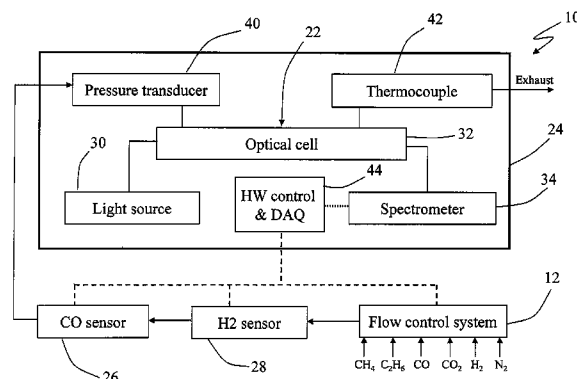 40
42
10
22
Pressure transducer
Thermocouple
Exhaust
30
Optical cell
32
24
44
Light source
HW control
& DAQ
Spectrometer
34
12
CO sensor
H2 sensor
Flow control system
26
28
CH₄ C₂H₆ CO CO₂ H₂ N₂